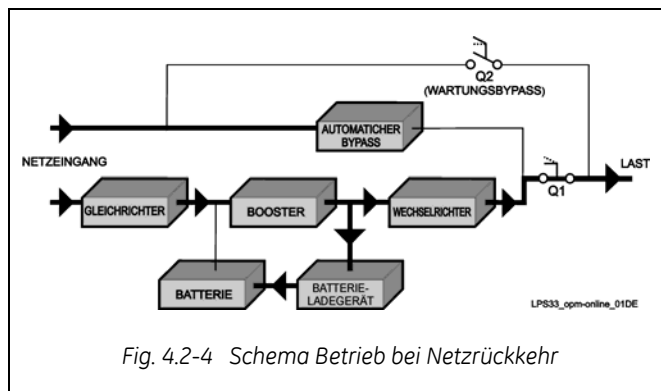 Q2
(WARTUNGSBYPASS)
AUTOMATICHER
BYPASS
NETZEINGANG
LAST
Q1
GLEICHRICHTER
BOOSTER
WECHSELRICHTER
BATTERIE
BATTERIE-
LADEGERÄT
LPS33_opm-online_01DE
Fig. 4.2-4 Schema Betrieb bei Netzrückkehr